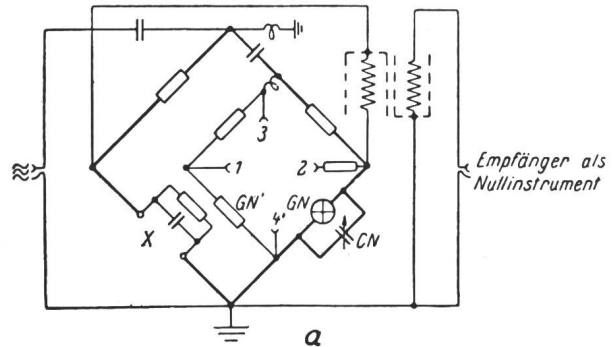 3
1
2
Empfänger als
Nullinstrument
GN'
GN
4'
X
CN
a